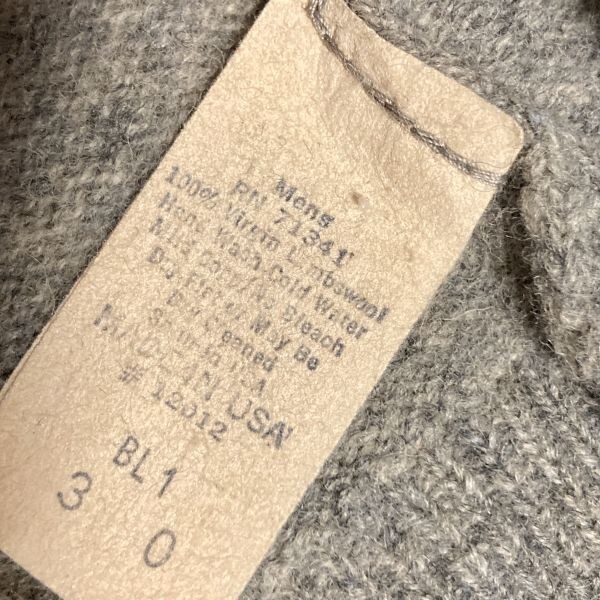 Mens
RN 71341
100% Virgin Lambswool
Hand Wash Cold Water
Mild Soap/No Bleach
Dry Flat or May Be
Dry Cleaned
USA
MADE IN USA
# 12012
BL1
3 0